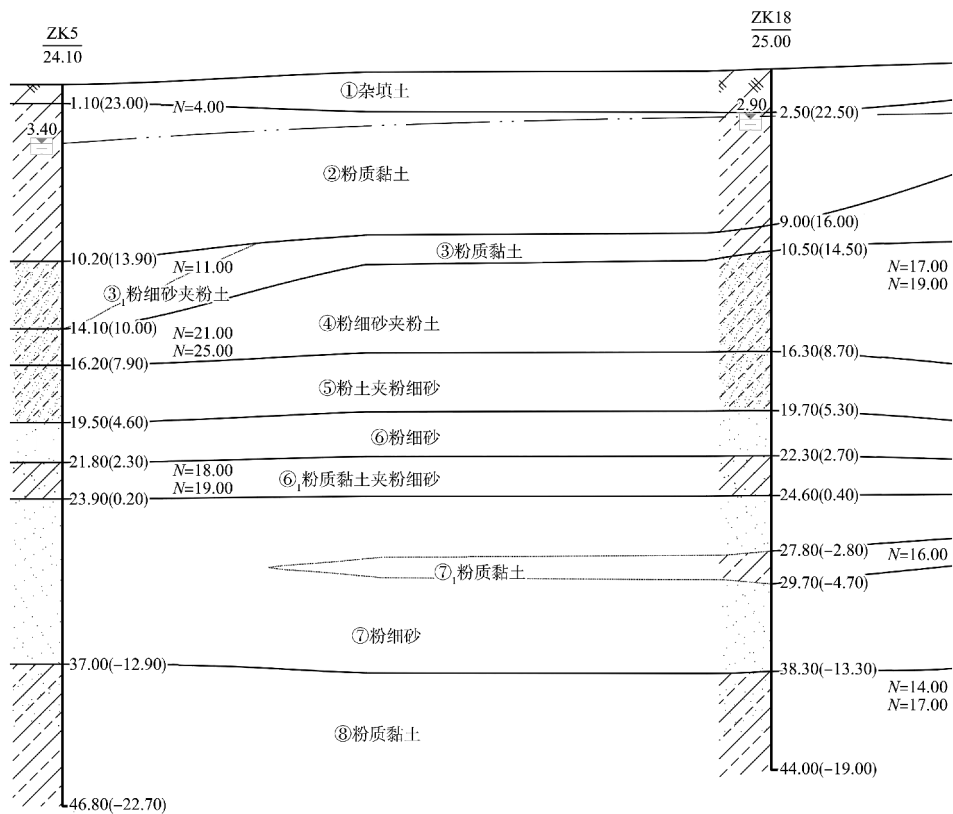 ZK5
24.10
ZK18
25.00
①杂填土
1.10(23.00)
N=4.00
2.90
2.50(22.50)
3.40
②粉质黏土
9.00(16.00)
③粉质黏土
10.50(14.50)
10.20(13.90)
N=11.00
N=17.00
N=19.00
③1粉细砂夹粉土
14.10(10.00)
N=21.00
N=25.00
④粉细砂夹粉土
16.20(7.90)
16.30(8.70)
⑤粉土夹粉细砂
19.50(4.60)
19.70(5.30)
⑥粉细砂
21.80(2.30)
22.30(2.70)
N=18.00
N=19.00
⑥1粉质黏土夹粉细砂
23.90(0.20)
24.60(0.40)
27.80(−2.80)
N=16.00
⑦1粉质黏土
29.70(−4.70)
⑦粉细砂
37.00(−12.90)
38.30(−13.30)
N=14.00
N=17.00
⑧粉质黏土
44.00(−19.00)
46.80(−22.70)